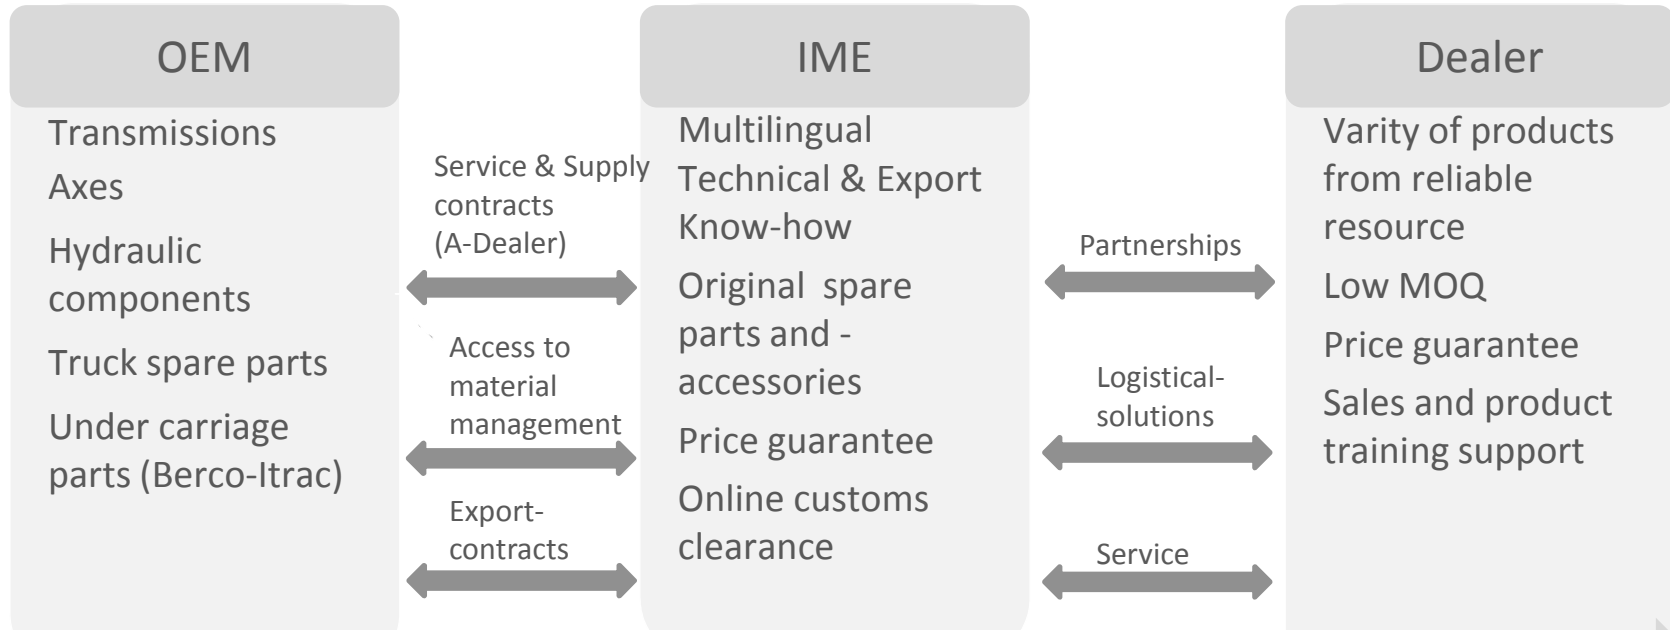 OEM
Transmissions
Axes
Hydraulic
components
Truck spare parts
Under carriage
parts (Berco-Itrac)
Service & Supply
contracts
(A-Dealer)
Access to
material
management
Export-
contracts
IME
Multilingual
Technical & Export
Know-how
Original  spare
parts and -
accessories
Price guarantee
Online customs
clearance
Partnerships
Logistical-
solutions
Service
Dealer
Varity of products
from reliable
resource
Low MOQ
Price guarantee
Sales and product
training support